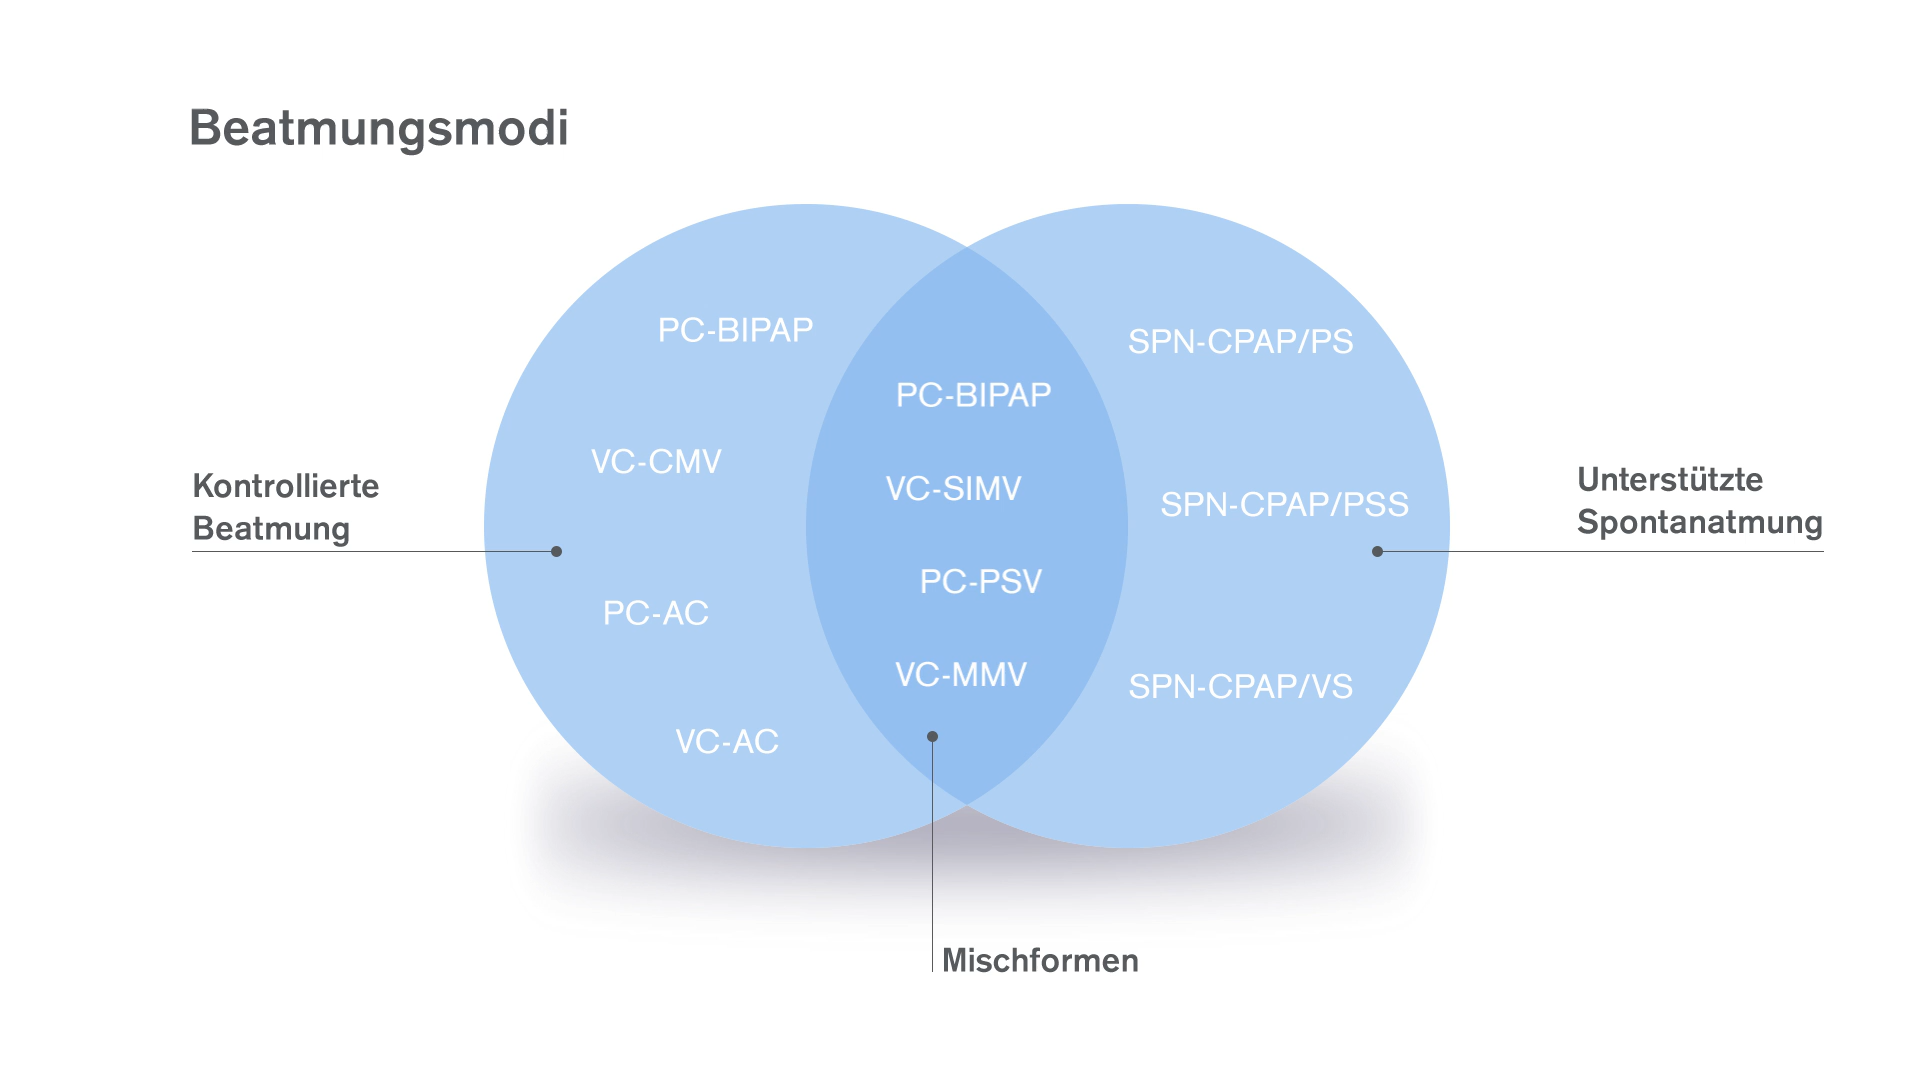 Beatmungsmodi
Kontrollierte
Beatmung
PC-BIPAP
VC-CMV
PC-AC
VC-AC
PC-BIPAP
VC-SIMV
PC-PSV
VC-MMV
Mischformen
SPN-CPAP/PS
SPN-CPAP/PSS
SPN-CPAP/VS
Unterstützte
Spontanatmung